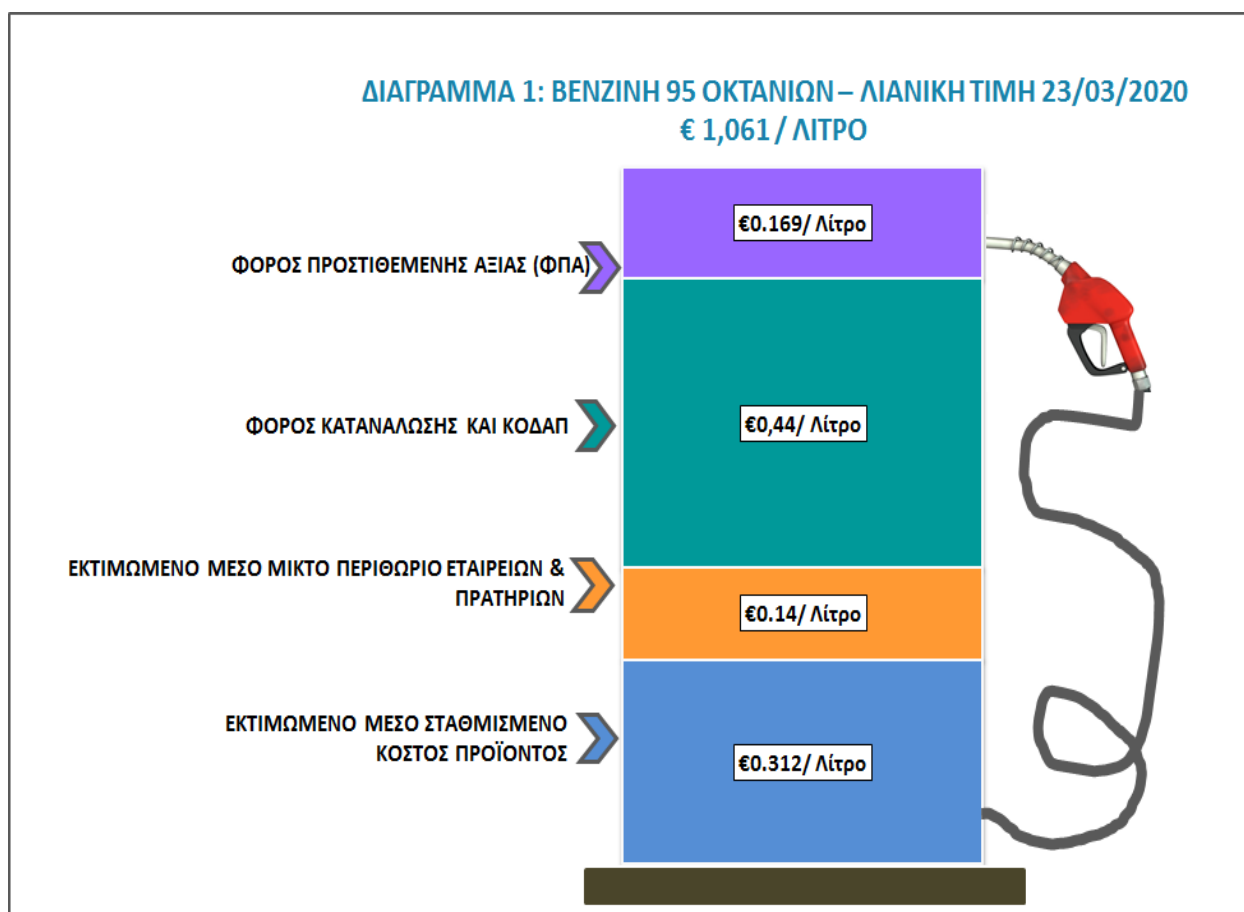 ΔΙΑΓΡΑΜΜΑ 1: ΒΕΝΖΙΝΗ 95 ΟΚΤΑΝΙΩΝ – ΛΙΑΝΙΚΗ ΤΙΜΗ 23/03/2020
€ 1,061 / ΛΙΤΡΟ
€0.169/ Λίτρο
ΦΟΡΟΣ ΠΡΟΣΤΙΘΕΜΕΝΗΣ ΑΞΙΑΣ (ΦΠΑ)
ΦΟΡΟΣ ΚΑΤΑΝΑΛΩΣΗΣ ΚΑΙ ΚΟΔΑΠ
€0,44/ Λίτρο
ΕΚΤΙΜΩΜΕΝΟ ΜΕΣΟ ΜΙΚΤΟ ΠΕΡΙΘΩΡΙΟ ΕΤΑΙΡΕΙΩΝ &
ΠΡΑΤΗΡΙΩΝ
€0.14/ Λίτρο
ΕΚΤΙΜΩΜΕΝΟ ΜΕΣΟ ΣΤΑΘΜΙΣΜΕΝΟ
ΚΟΣΤΟΣ ΠΡΟΪΟΝΤΟΣ
€0.312/ Λίτρο